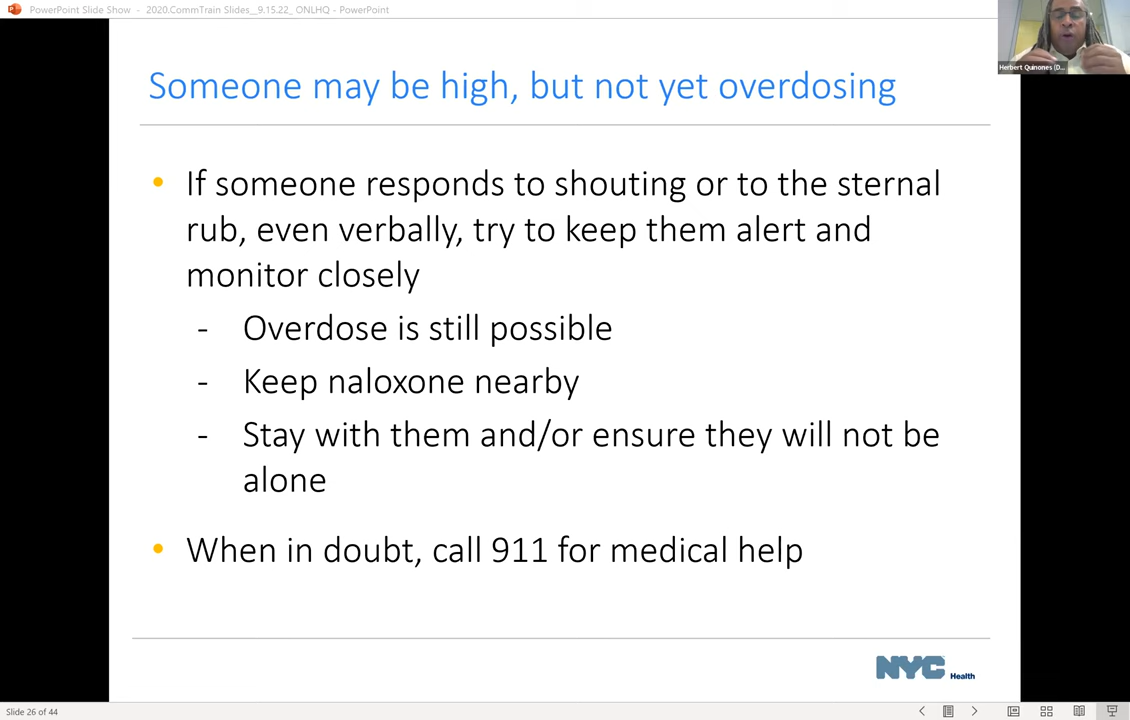 PowerPoint Slide Show - 2020.CommTrain Slides__9.15.22_ ONLHQ - PowerPoint
Herbert Quinones (D...
Someone may be high, but not yet overdosing
• If someone responds to shouting or to the sternal
rub, even verbally, try to keep them alert and
monitor closely
- Overdose is still possible
- Keep naloxone nearby
- Stay with them and/or ensure they will not be
alone
• When in doubt, call 911 for medical help
NYC Health
Slide 26 of 44